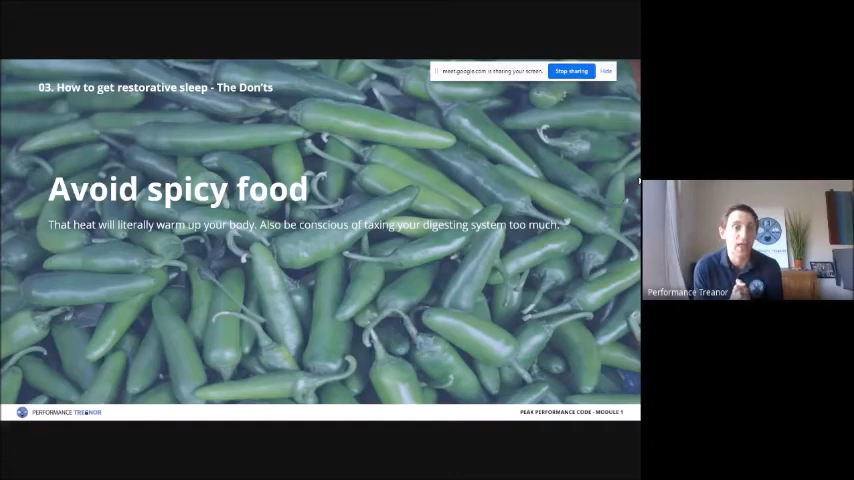 meet.google.com is sharing your screen.
Stop sharing
Hide
03. How to get restorative sleep - The Don'ts
Avoid spicy food
That heat will literally warm up your body. Also be conscious of taxing your digesting system too much.
Performance Treanor
PERFORMANCE TREANOR
PEAK PERFORMANCE CODE - MODULE 1